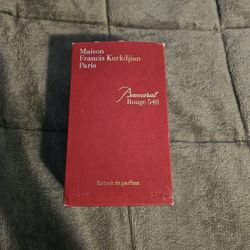 Maison
Francis Kurkdjian
Paris
Baccarat
Rouge 540
Extrait de parfum